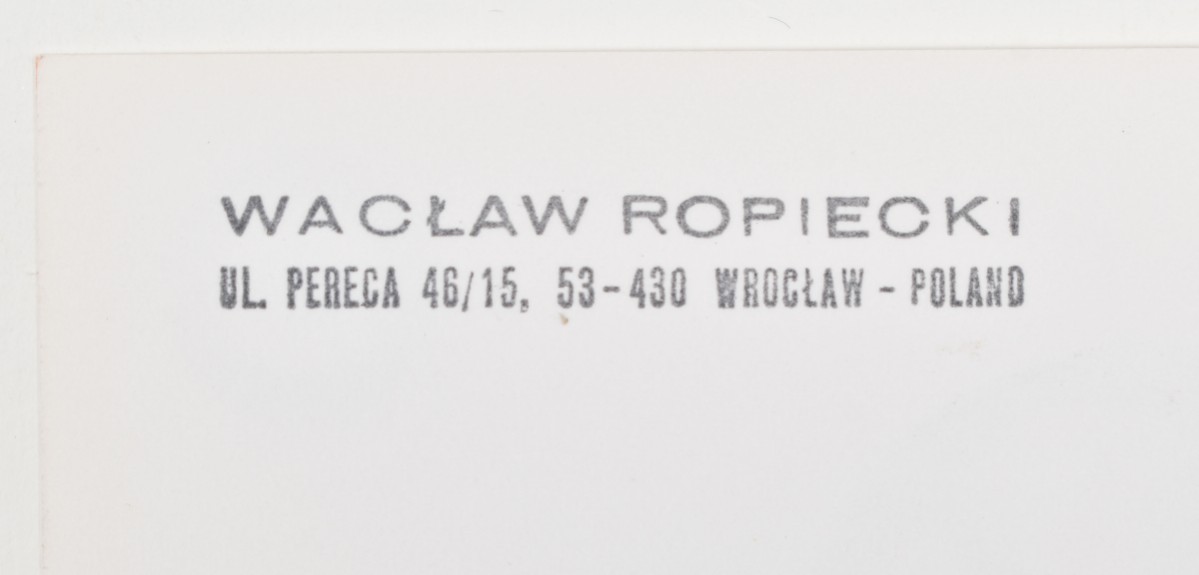 WACŁAW ROPIECKI
UL. PERECA 46/15, 53-430 WROCŁAW - POLAND